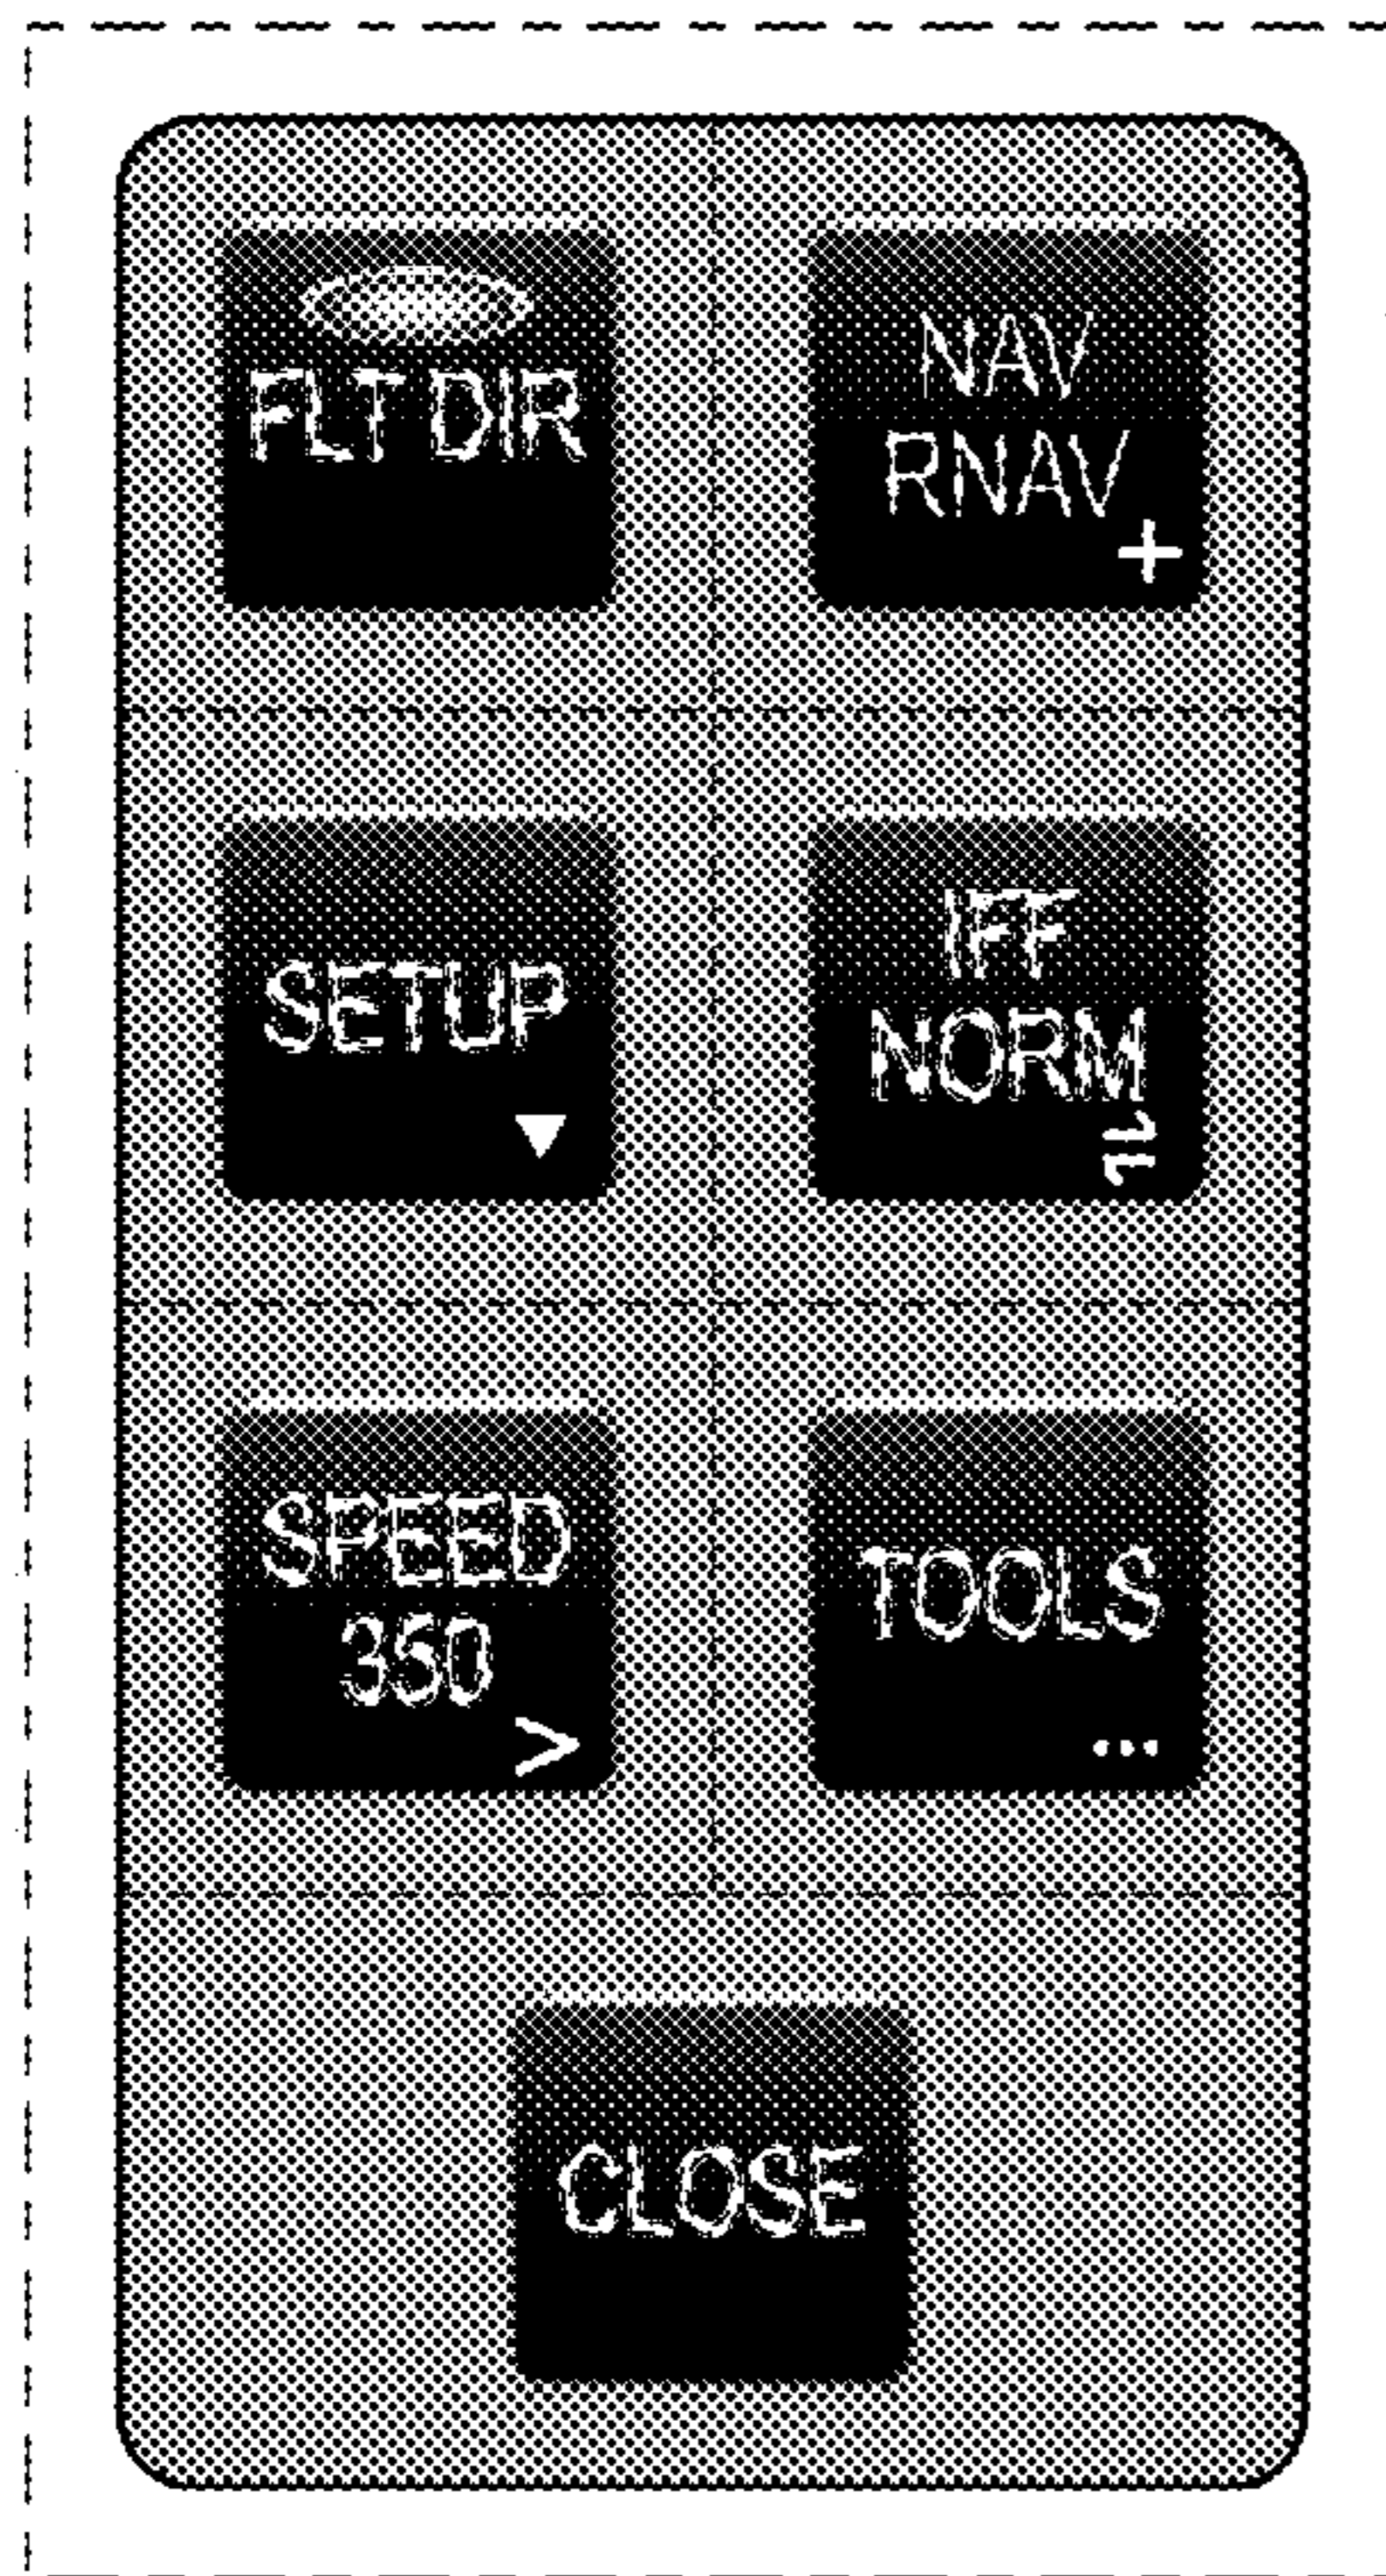 FLT DIR
NAV
RNAV
+
SETUP
IFF
NORM
SPEED
350
>
TOOLS
...
CLOSE